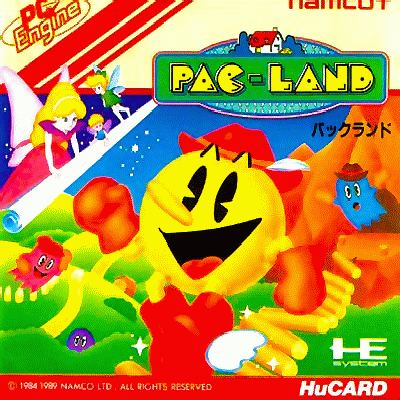 PC
Engine
namcot
PAC-LAND
パックランド
HE
system
© 1984 1989 NAMCO LTD., ALL RIGHTS RESERVED
HuCARD